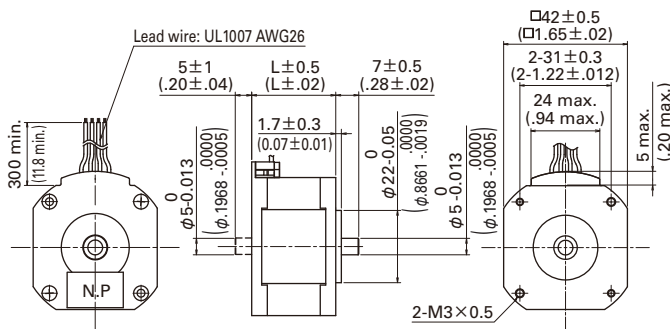 Lead wire: UL1007 AWG26
300 min.
(11.8 min.)
N.P
5±1
(.20±.04)
L±0.5
(L±.02)
7±0.5
(.28±.02)
1.7±0.3
(0.07±0.01)
0
ϕ5-0.013
.0000
(ϕ.1968 -.0005)
0
ϕ22-0.05
.0000
(ϕ.8661 -.0019)
0
ϕ5-0.013
.0000
(ϕ.1968 -.0005)
□42±0.5
(□1.65±.02)
2-31±0.3
(2-1.22±.012)
24 max.
(.94 max.)
5 max.
(.20 max.)
2-M3×0.5